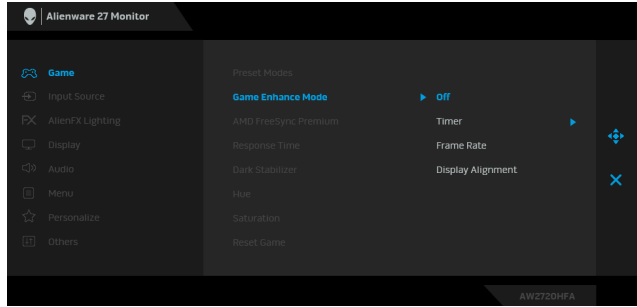 Alienware 27 Monitor
Game
Input Source
AlienFX Lighting
Display
Audio
Menu
Personalize
Others
Preset Modes
Game Enhance Mode
AMD FreeSync Premium
Response Time
Dark Stabilizer
Hue
Saturation
Reset Game
Off
Timer
Frame Rate
Display Alignment
AW2720HFA